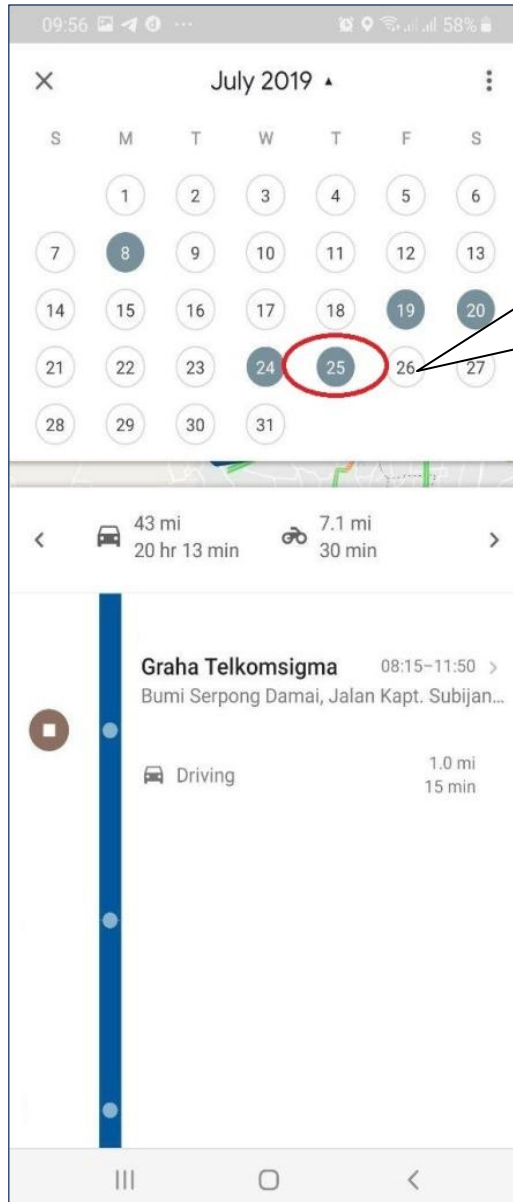 09:56 ... 58%
July 2019
S M T W T F S
1 2 3 4 5 6
7 8 9 10 11 12 13
14 15 16 17 18 19 20
21 22 23 24 25 26 27
28 29 30 31
43 mi 7.1 mi
20 hr 13 min 30 min
Graha Telkomsigma 08:15–11:50
Bumi Serpong Damai, Jalan Kapt. Subijan...
Driving 1.0 mi
15 min